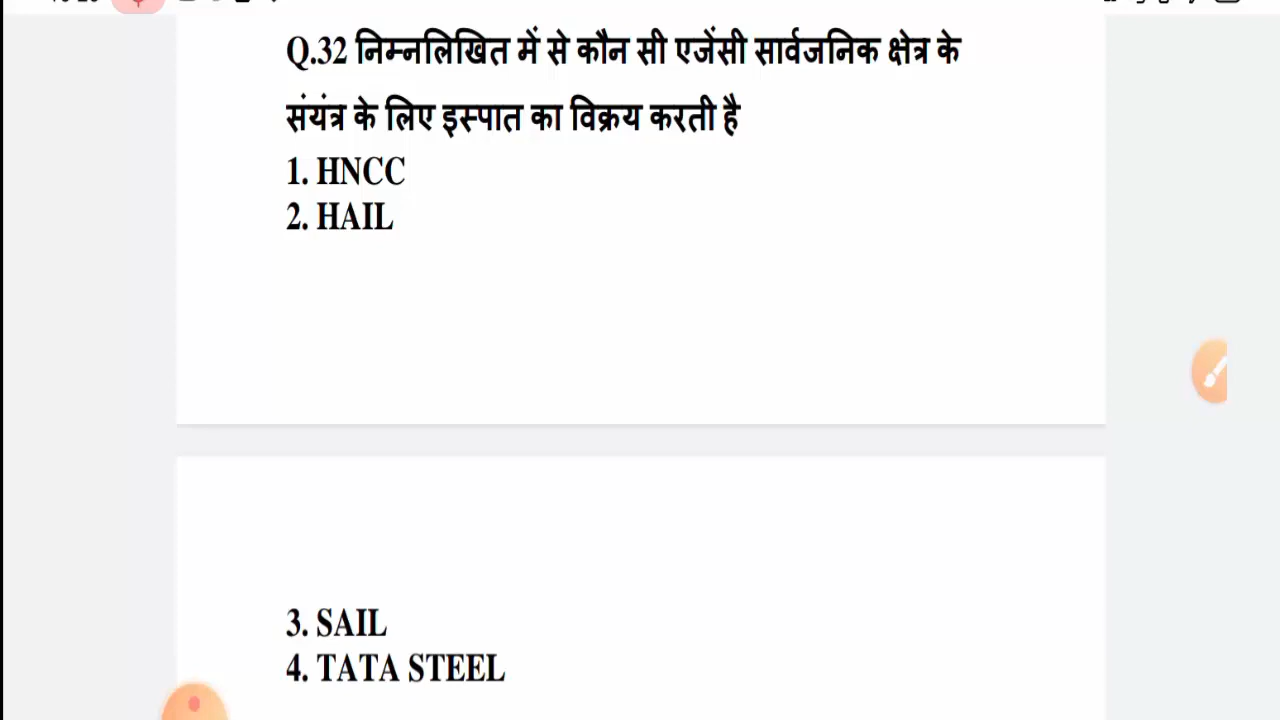 Q.32 निम्नलिखित में से कौन सी एजेंसी सार्वजनिक क्षेत्र के
संयंत्र के लिए इस्पात का विक्रय करती है
1. HNCC
2. HAIL
3. SAIL
4. TATA STEEL